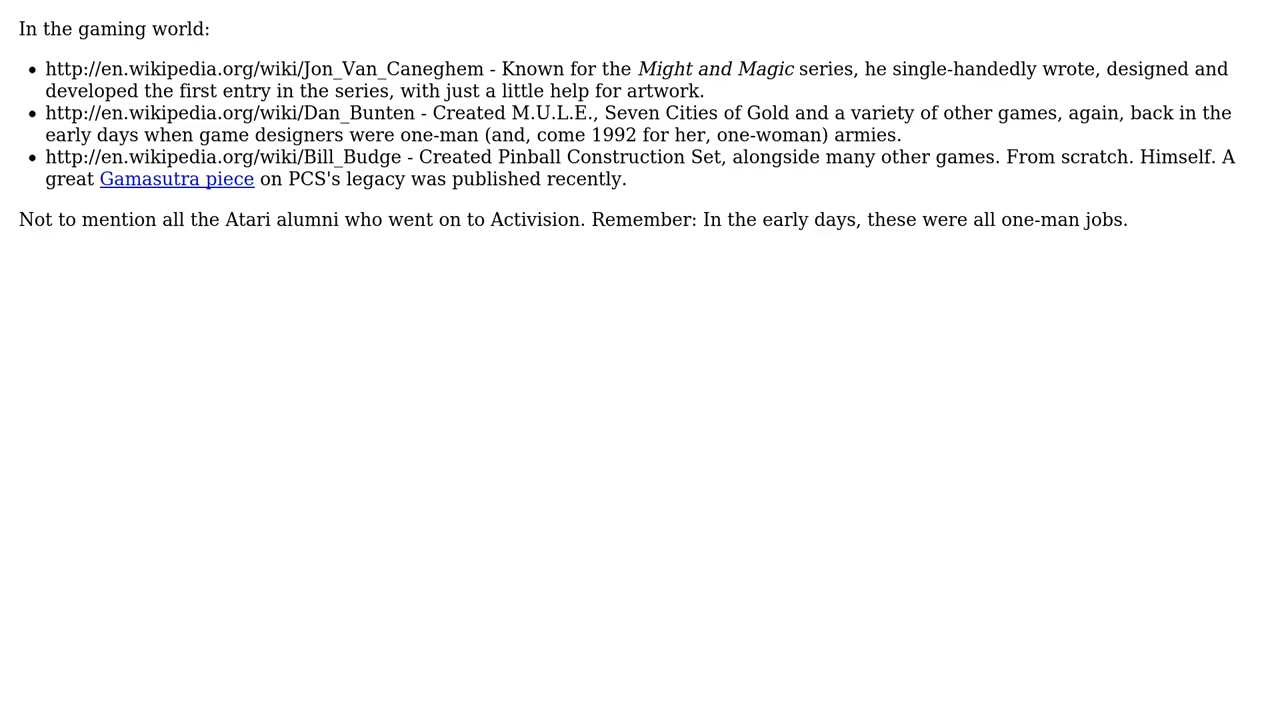 In the gaming world:
• http://en.wikipedia.org/wiki/Jon_Van_Caneghem - Known for the Might and Magic series, he single-handedly wrote, designed and
developed the first entry in the series, with just a little help for artwork.
• http://en.wikipedia.org/wiki/Dan_Bunten - Created M.U.L.E., Seven Cities of Gold and a variety of other games, again, back in the
early days when game designers were one-man (and, come 1992 for her, one-woman) armies.
• http://en.wikipedia.org/wiki/Bill_Budge - Created Pinball Construction Set, alongside many other games. From scratch. Himself. A
great Gamasutra piece on PCS's legacy was published recently.
Not to mention all the Atari alumni who went on to Activision. Remember: In the early days, these were all one-man jobs.